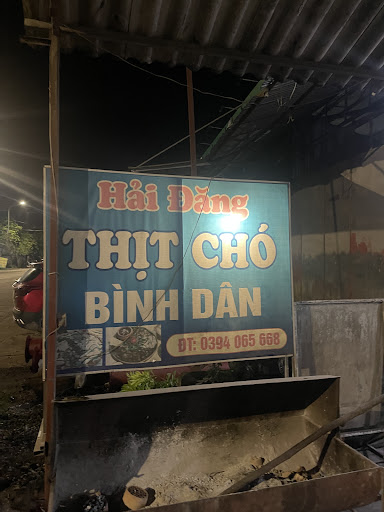 Hải Đăng
THỊT CHÓ
BÌNH DÂN
ĐT: 0394 065 668